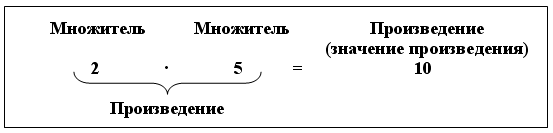 Множитель Множитель Произведение
(значение произведения)
2 · 5 = 10
Произведение